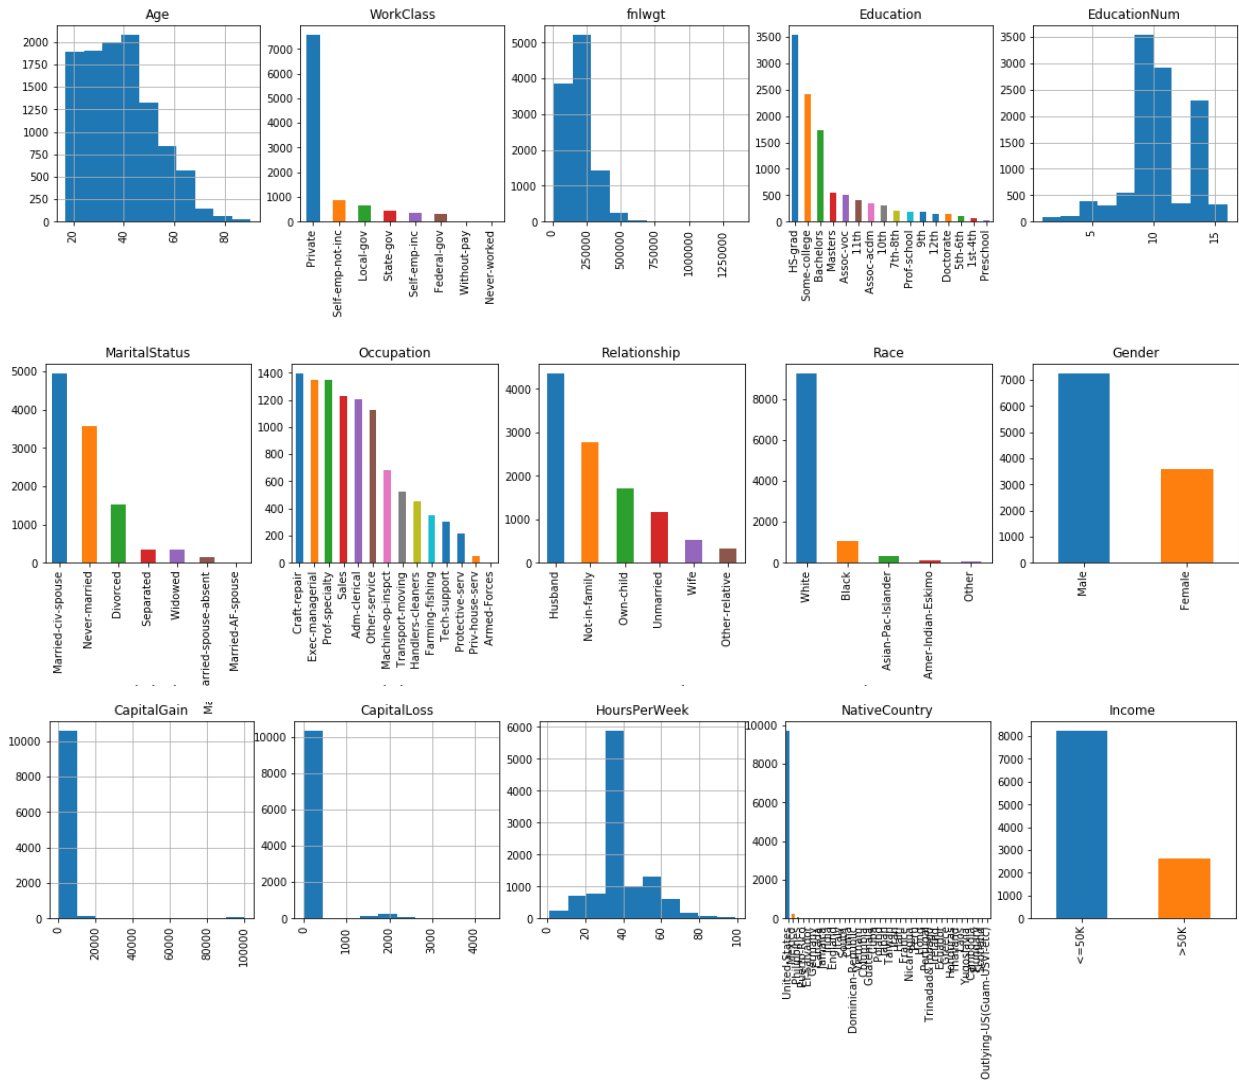 Age
2000
1750
1500
1250
1000
750
500
250
0
20
40
60
80
WorkClass
7000
6000
5000
4000
3000
2000
1000
0
Private
Self-emp-not-inc
Local-gov
State-gov
Self-emp-inc
Federal-gov
Without-pay
Never-worked
fnlwgt
5000
4000
3000
2000
1000
0
0
250000
500000
750000
1000000
1250000
Education
3500
3000
2500
2000
1500
1000
500
0
HS-grad
Some-college
Bachelors
Masters
Assoc-voc
11th
Assoc-acdm
10th
7th-8th
Prof-school
9th
12th
Doctorate
5th-6th
1st-4th
Preschool
EducationNum
3500
3000
2500
2000
1500
1000
500
0
5
10
15
MaritalStatus
5000
4000
3000
2000
1000
0
Married-civ-spouse
Never-married
Divorced
Separated
Widowed
Married-spouse-absent
Married-AF-spouse
Occupation
1400
1200
1000
800
600
400
200
0
Craft-repair
Exec-managerial
Prof-specialty
Sales
Adm-clerical
Other-service
Machine-op-inspct
Transport-moving
Handlers-cleaners
Farming-fishing
Tech-support
Protective-serv
Priv-house-serv
Armed-Forces
Relationship
4000
3000
2000
1000
0
Husband
Not-in-family
Own-child
Unmarried
Wife
Other-relative
Race
8000
6000
4000
2000
0
White
Black
Asian-Pac-Islander
Amer-Indian-Eskimo
Other
Gender
7000
6000
5000
4000
3000
2000
1000
0
Male
Female
CapitalGain
10000
8000
6000
4000
2000
0
0
20000
40000
60000
80000
100000
CapitalLoss
10000
8000
6000
4000
2000
0
0
1000
2000
3000
4000
HoursPerWeek
6000
5000
4000
3000
2000
1000
0
0
20
40
60
80
100
NativeCountry
10000
8000
6000
4000
2000
0
United-States
Outlying-US(Guam-USVI-etc)
Income
8000
7000
6000
5000
4000
3000
2000
1000
0
<=50K
>50K